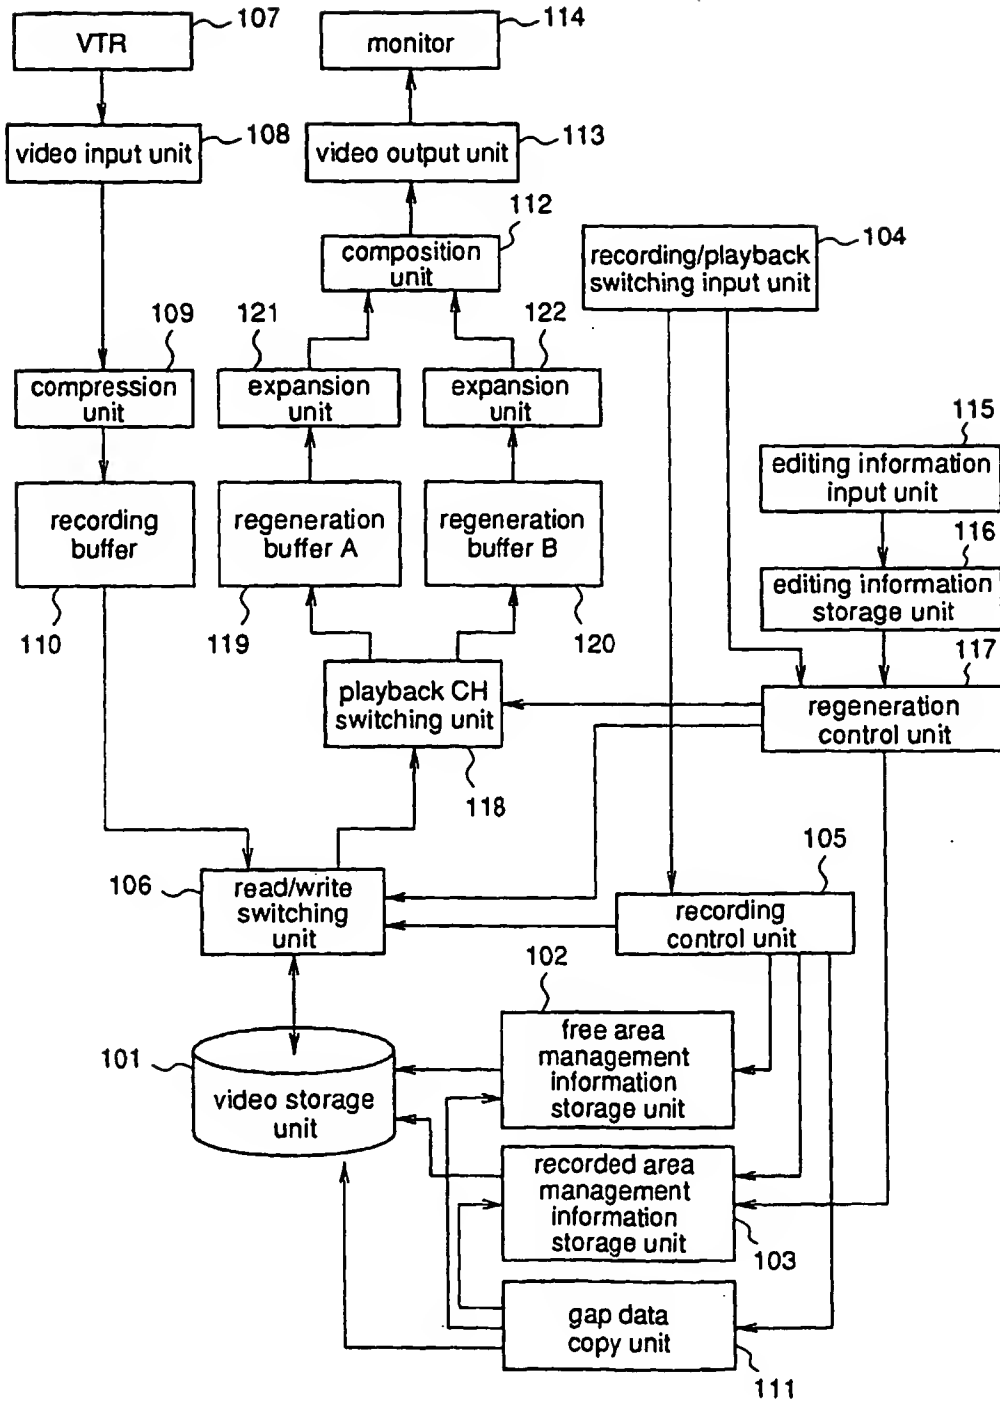 VTR
107
monitor
114
video input unit
108
video output unit
113
112
composition
unit
recording/playback
switching input unit
104
109
121
122
compression
unit
expansion
unit
expansion
unit
115
editing information
input unit
recording
buffer
regeneration
buffer A
regeneration
buffer B
116
editing information
storage unit
110
119
120
117
playback CH
switching unit
regeneration
control unit
118
105
106
read/write
switching
unit
recording
control unit
102
free area
management
information
storage unit
101
video storage
unit
recorded area
management
information
storage unit
103
gap data
copy unit
111